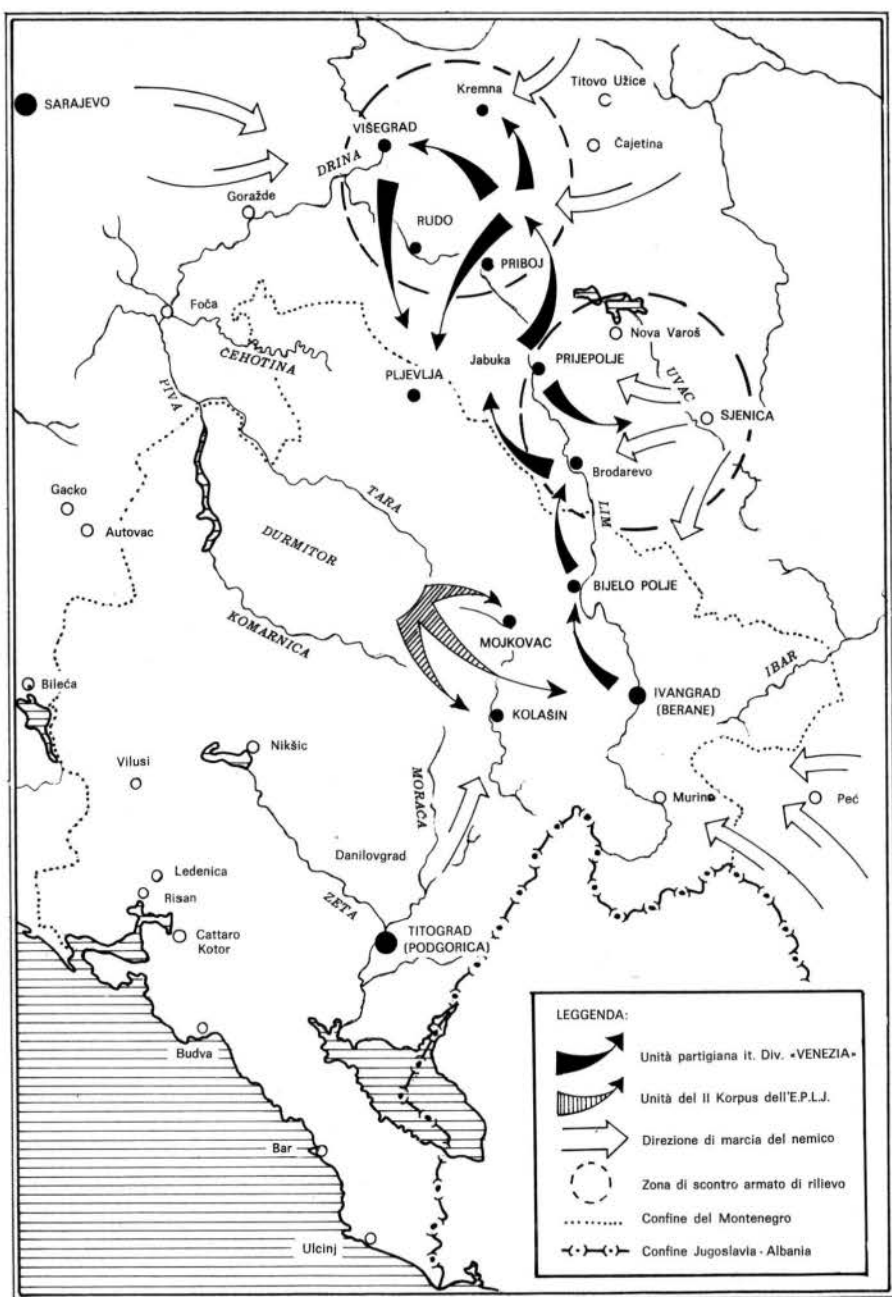 Kremna
Titovo Užice
SARAJEVO
VIŠEGRAD
Čajetina
DRINA
Goražde
RUDO
PRIBOJ
Foča
Nova Varoš
ČEHOTINA
Jabuka
PRIJEPOLJE
PLJEVLJA
UVAC
PIVA
SJENICA
Brodarevo
Gacko
TARA
LIM
Autovac
DURMITOR
BIJELO POLJE
KOMARNICA
MOJKOVAC
IBAR
Bileća
IVANGRAD
(BERANE)
KOLAŠIN
Nikšic
Vilusi
MORAČA
Murino
Peć
Danilovgrad
Ledenica
Risan
ZETA
Cattaro
Kotor
TITOGRAD
(PODGORICA)
Budva
Bar
Ulcinj
LEGGENDA:
Unità partigiana it. Div. «VENEZIA»
Unità del II Korpus dell'E.P.L.J.
Direzione di marcia del nemico
Zona di scontro armato di rilievo
Confine del Montenegro
Confine Jugoslavia - Albania